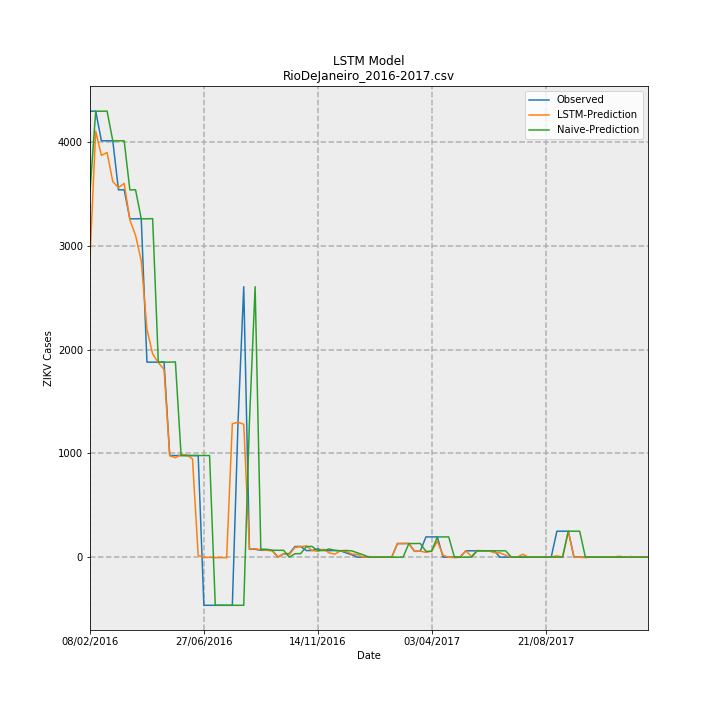 LSTM Model
RioDeJaneiro_2016-2017.csv
Observed
LSTM-Prediction
Naive-Prediction
4000
3000
2000
1000
0
ZIKV Cases
08/02/2016
27/06/2016
14/11/2016
03/04/2017
21/08/2017
Date